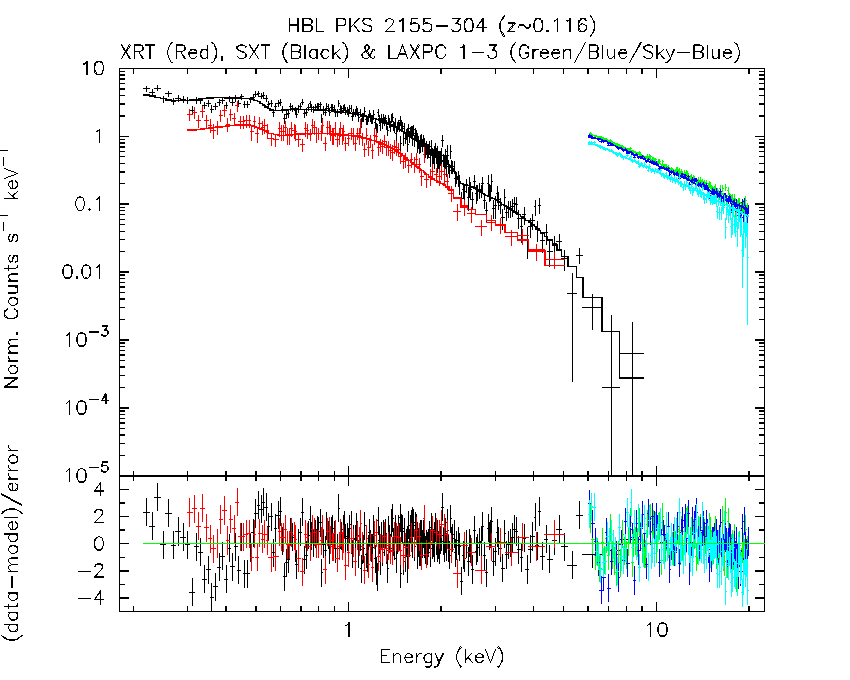 HBL PKS 2155−304 (z~0.116)
XRT (Red), SXT (Black) & LAXPC 1−3 (Green/Blue/Sky−Blue)
Norm. Counts s⁻¹ keV⁻¹
10
1
0.1
0.01
10⁻³
10⁻⁴
10⁻⁵
(data−model)/error
4
2
0
−2
−4
1
10
Energy (keV)